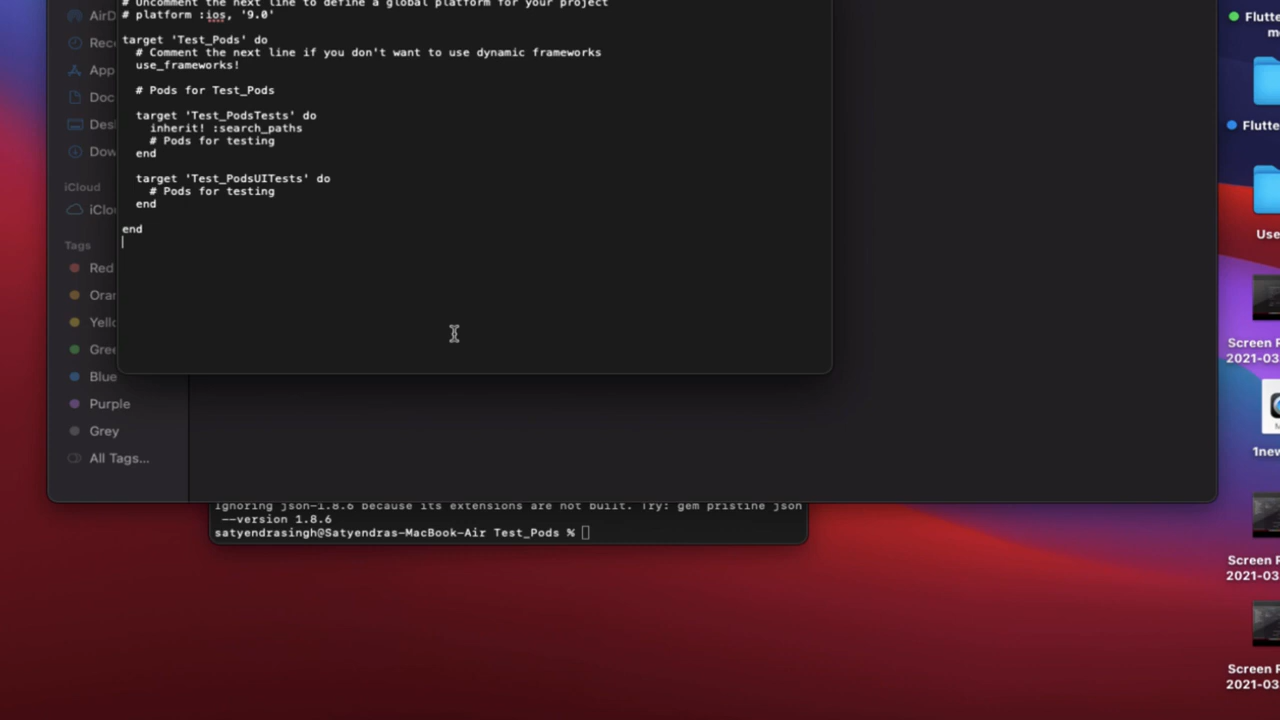 # Uncomment the next line to define a global platform for your project
# platform :ios, '9.0'
target 'Test_Pods' do
# Comment the next line if you don't want to use dynamic frameworks
use_frameworks!
# Pods for Test_Pods
target 'Test_PodsTests' do
inherit! :search_paths
# Pods for testing
end
target 'Test_PodsUITests' do
# Pods for testing
end
end
AirD
Rece
App
Doc
Desk
Dow
iCloud
iClou
Tags
Red
Oran
Yello
Gree
Blue
Purple
Grey
All Tags...
Ignoring json-1.8.6 because its extensions are not built. Try: gem pristine json
--version 1.8.6
satyendrasingh@Satyendras-MacBook-Air Test_Pods %
Flutte
Flutte
Use
Screen R
2021-03
1new
Screen R
2021-03
Screen R
2021-03